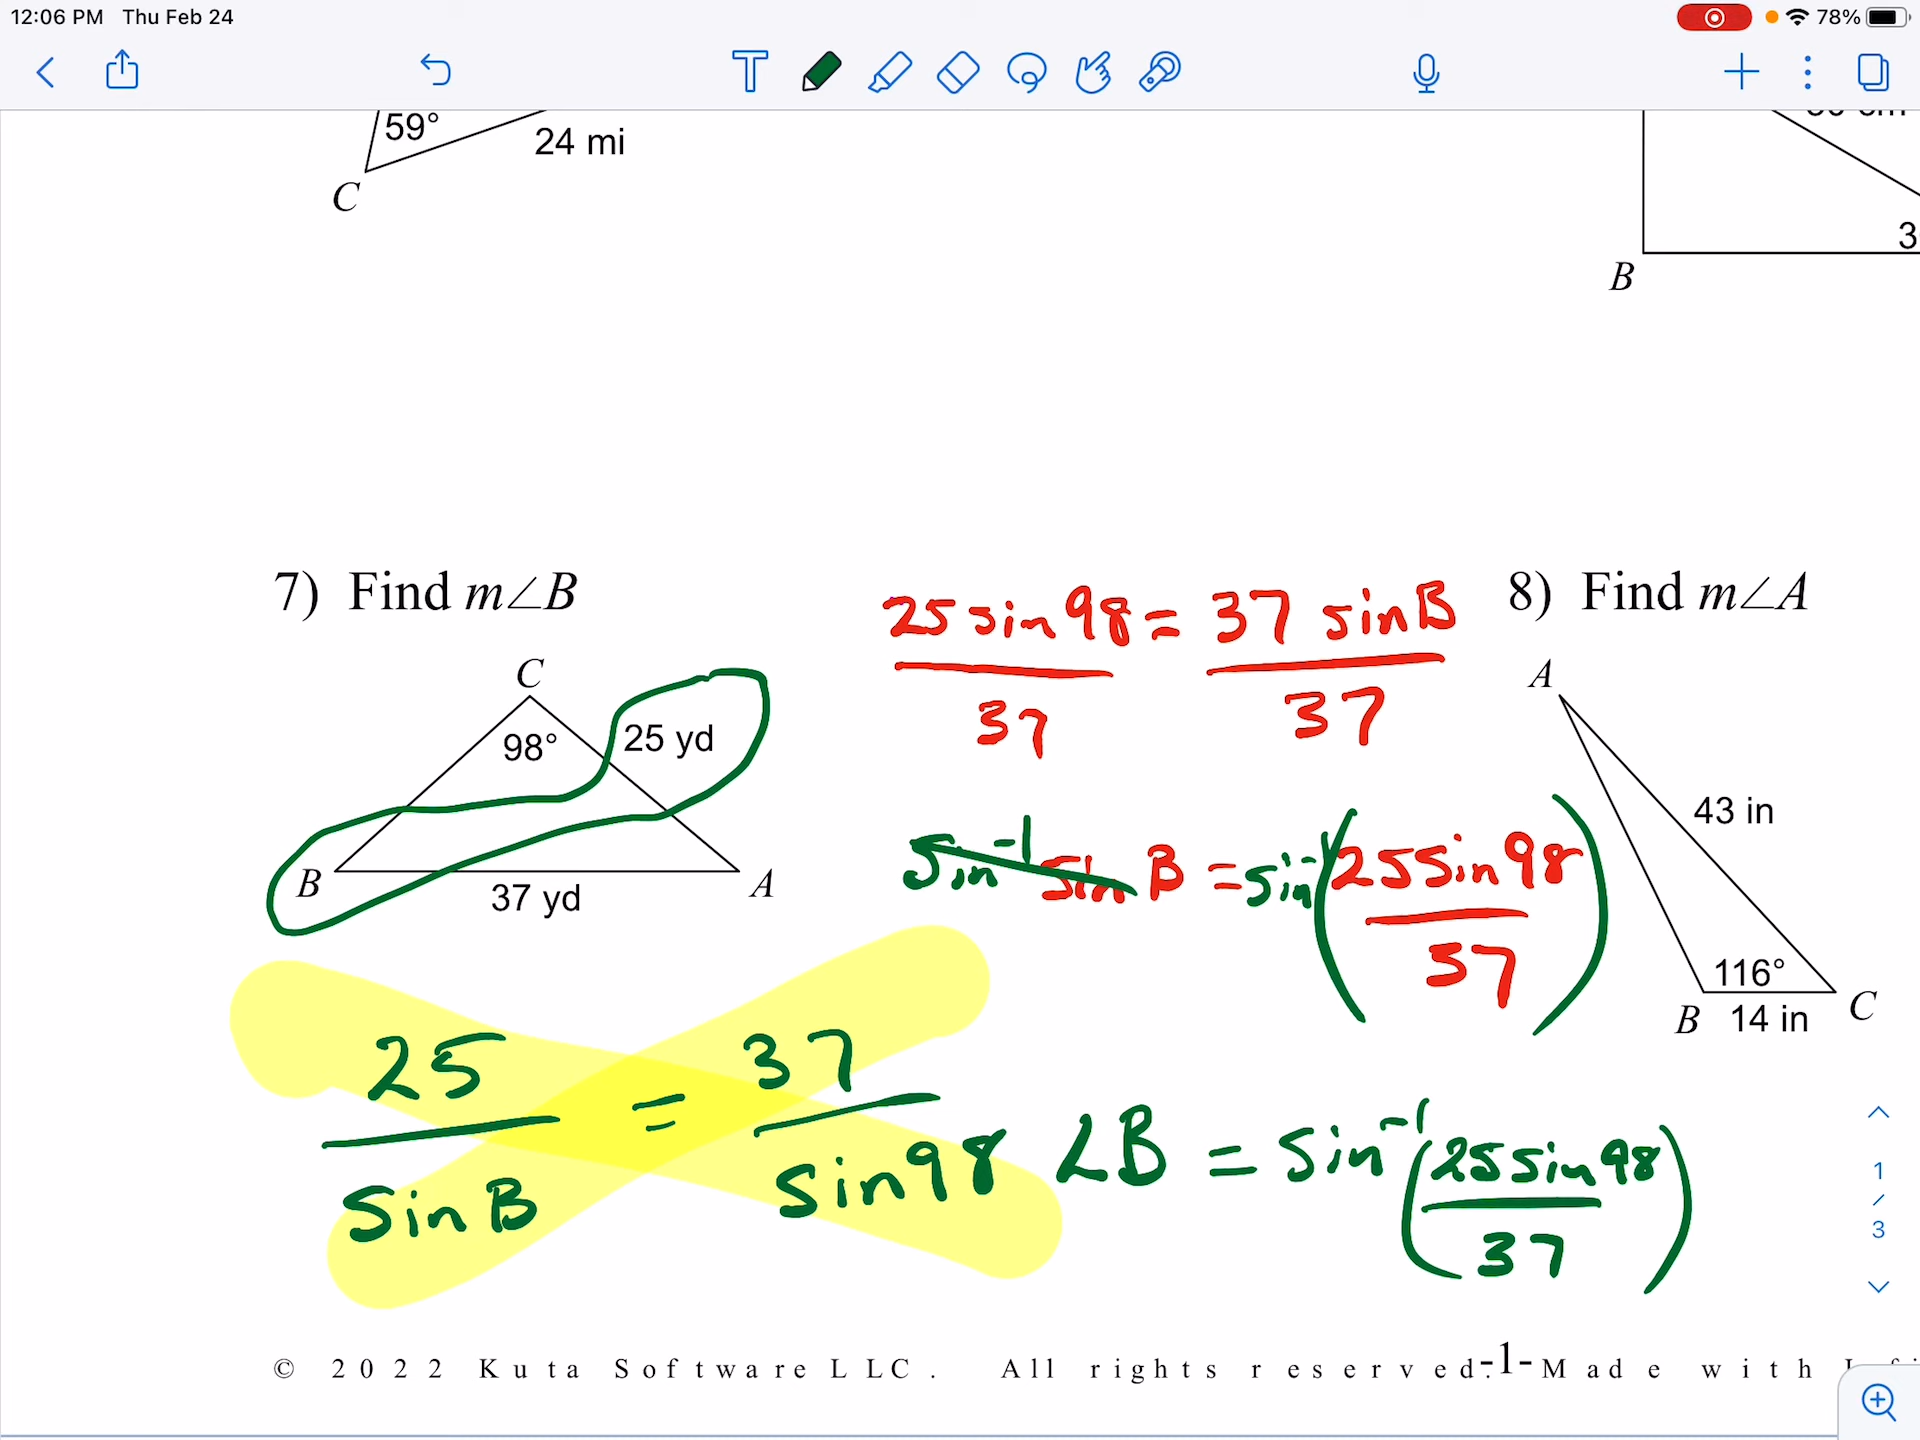 12:06 PM Thu Feb 24 78%
59°
24 mi
C
3
B
7) Find m∠B
C
98°
25 yd
B
A
37 yd
25 sin 98 = 37 sin B
37 37
sin⁻¹ sin B = sin⁻¹ (25 sin 98
37)
25 = 37
sin B sin 98
∠B = sin⁻¹ (25 sin 98
37)
8) Find m∠A
A
43 in
116°
B 14 in C
1
/
3
© 2022 Kuta Software LLC. All rights reserved. -1- Made with